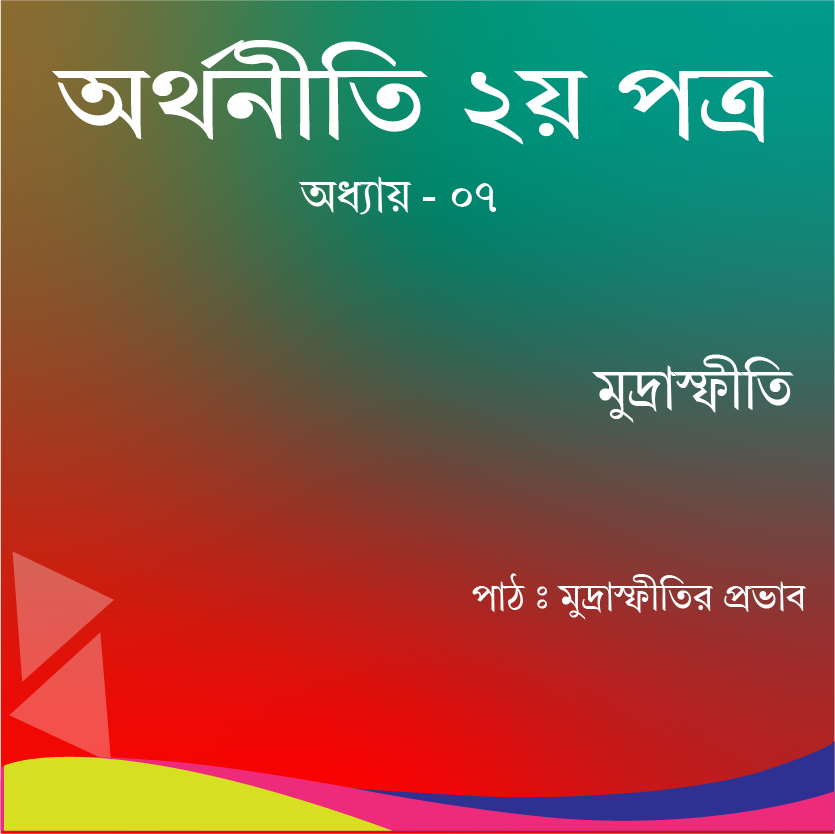 অর্থনীতি ২য় পত্র
অধ্যায় - ০৭
মুদ্রাস্ফীতি
পাঠ ঃ মুদ্রাস্ফীতির প্রভাব